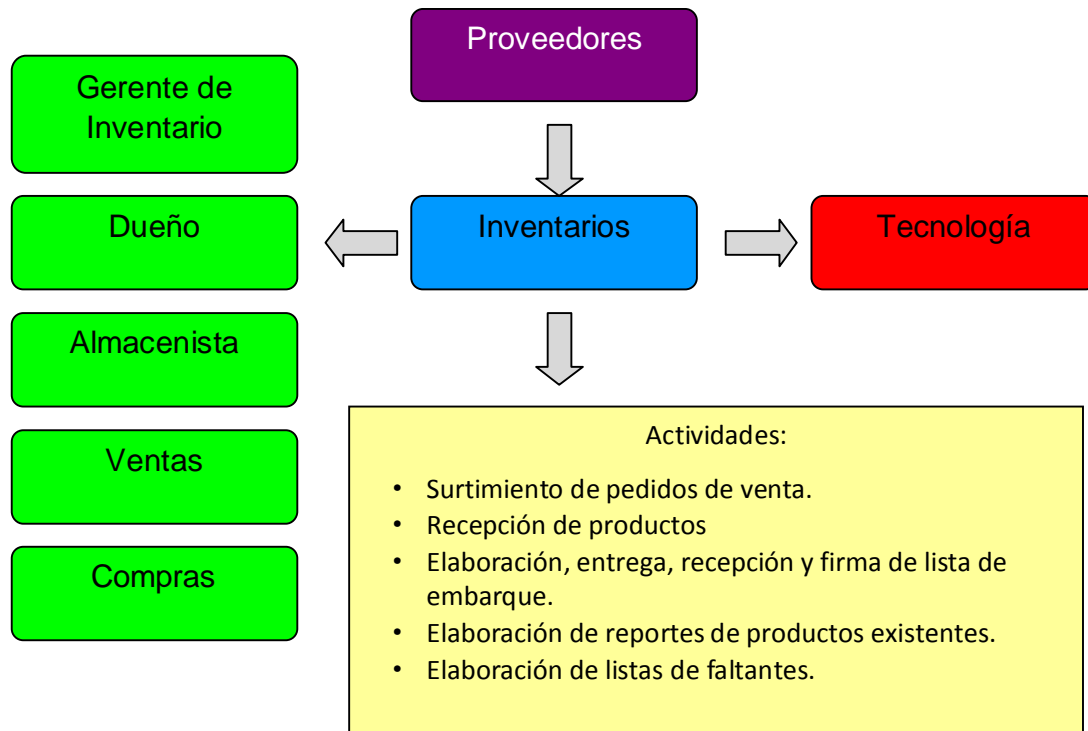 Proveedores
Gerente de
Inventario
Dueño
Inventarios
Tecnología
Almacenista
Ventas
Compras
Actividades:
• Surtimiento de pedidos de venta.
• Recepción de productos
• Elaboración, entrega, recepción y firma de lista de
embarque.
• Elaboración de reportes de productos existentes.
• Elaboración de listas de faltantes.